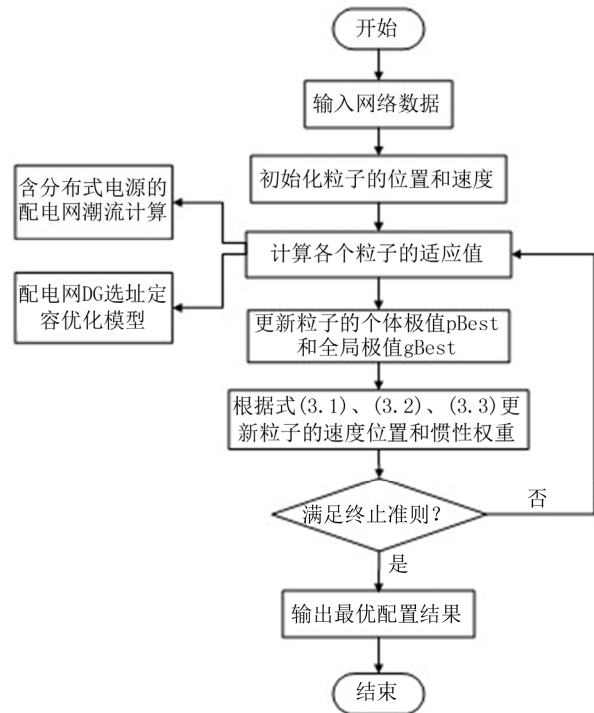 开始
输入网络数据
初始化粒子的位置和速度
含分布式电源的
配电网潮流计算
计算各个粒子的适应值
配电网DG选址定
容优化模型
更新粒子的个体极值pBest
和全局极值gBest
根据式(3.1)、(3.2)、(3.3)更
新粒子的速度位置和惯性权重
满足终止准则?
否
是
输出最优配置结果
结束